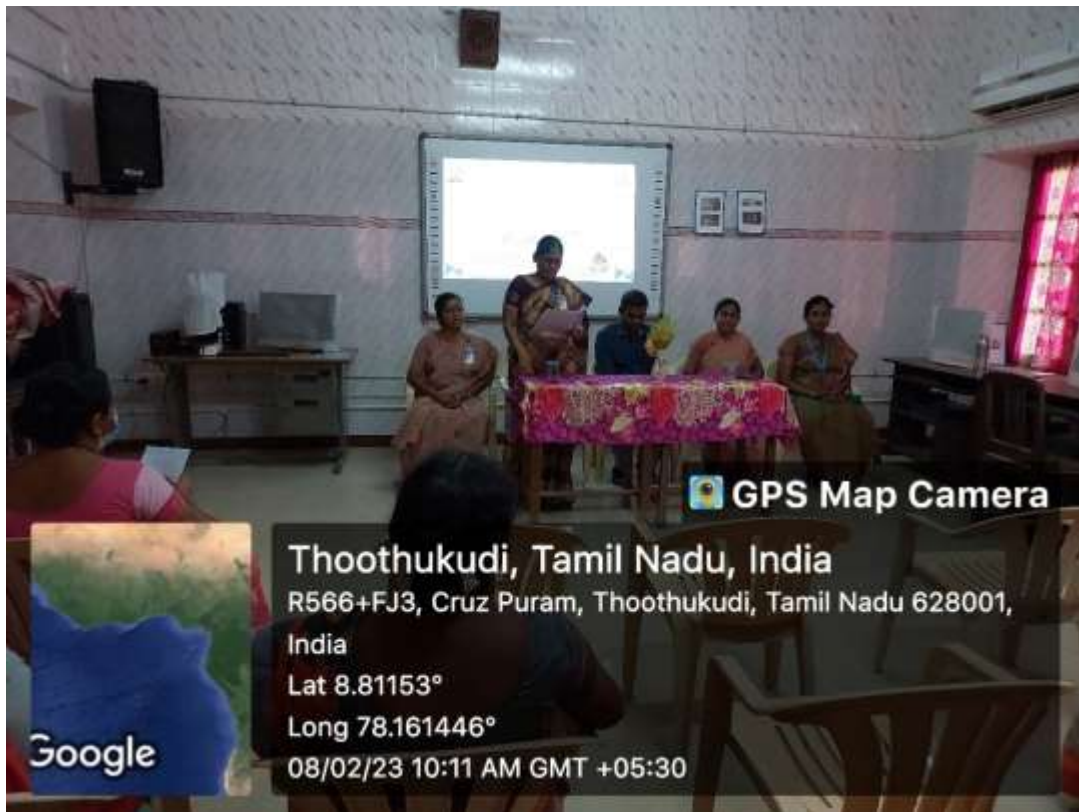 GPS Map Camera
Thoothukudi, Tamil Nadu, India
R566+FJ3, Cruz Puram, Thoothukudi, Tamil Nadu 628001,
India
Lat 8.81153°
Long 78.161446°
08/02/23 10:11 AM GMT +05:30
Google